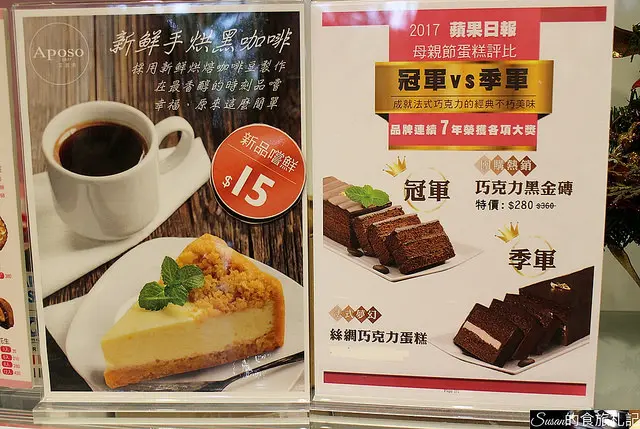 Aposo
新鮮手烘黑咖啡
採用新鮮烘焙咖啡豆製作
在最香醇的時刻品嚐
幸福，原來這麼簡單
新品嚐鮮
$15
2017 蘋果日報
母親節蛋糕評比
冠軍vs季軍
成就法式巧克力的經典不朽美味
品牌連續7年榮獲各項大獎
團購熱銷
冠軍
巧克力黑金磚
特價：$280 $360
季軍
絲綢巧克力蛋糕
Susan的食旅札記